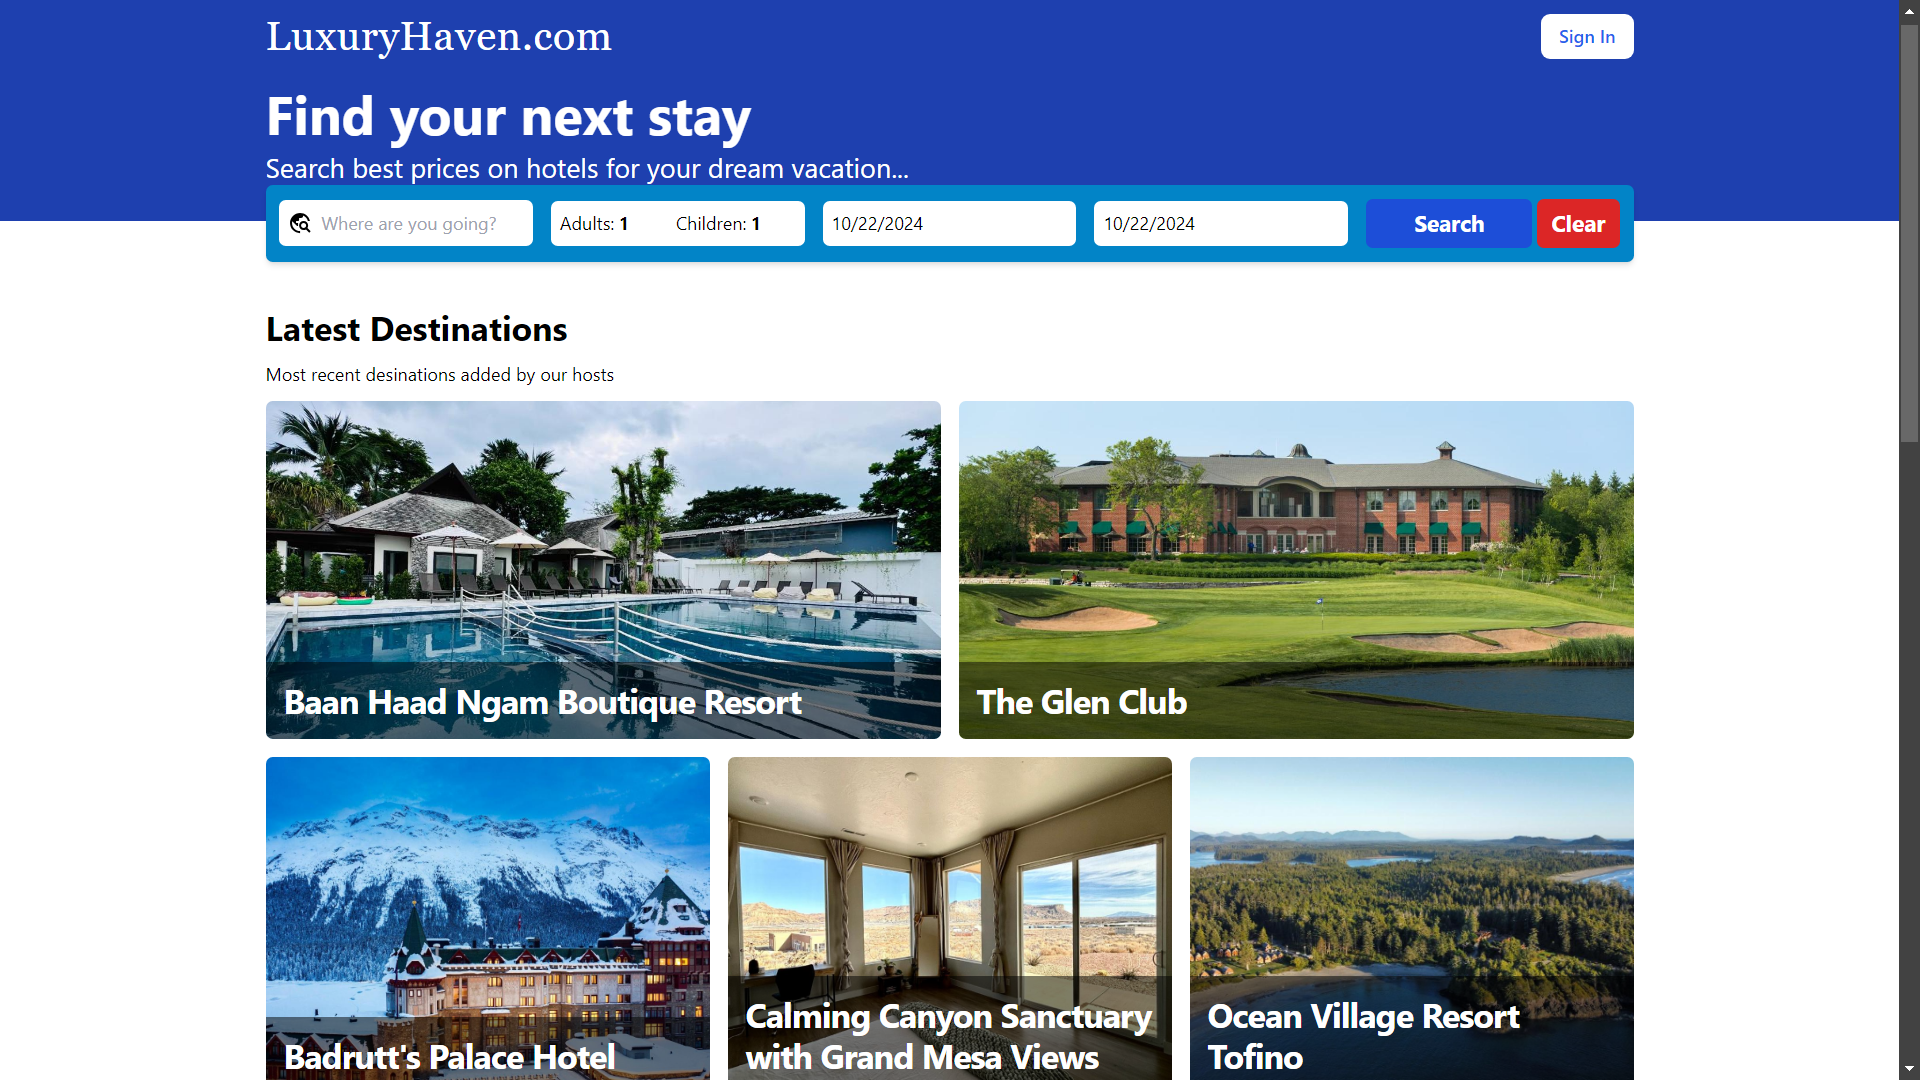 LuxuryHaven.com
Sign In
Find your next stay
Search best prices on hotels for your dream vacation...
Where are you going?
Adults: 1
Children: 1
10/22/2024
10/22/2024
Search
Clear
Latest Destinations
Most recent desinations added by our hosts
Baan Haad Ngam Boutique Resort
The Glen Club
Badrutt's Palace Hotel
Calming Canyon Sanctuary
with Grand Mesa Views
Ocean Village Resort
Tofino